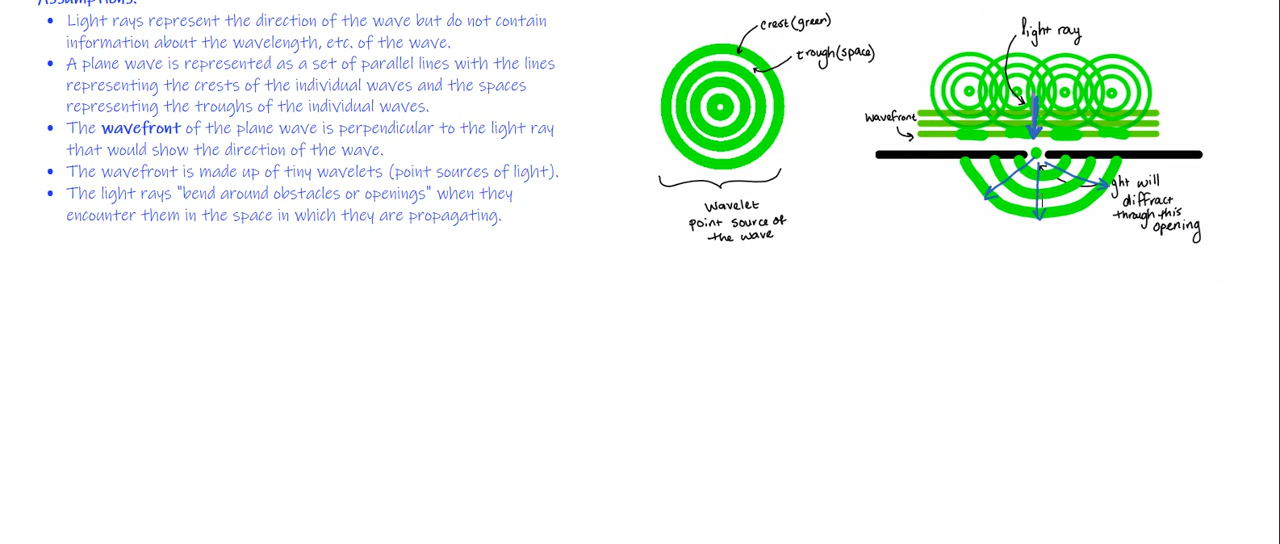 Assumptions:
• Light rays represent the direction of the wave but do not contain
information about the wavelength, etc. of the wave.
• A plane wave is represented as a set of parallel lines with the lines
representing the crests of the individual waves and the spaces
representing the troughs of the individual waves.
• The wavefront of the plane wave is perpendicular to the light ray
that would show the direction of the wave.
• The wavefront is made up of tiny wavelets (point sources of light).
• The light rays "bend around obstacles or openings" when they
encounter them in the space in which they are propagating.
crest(green)
trough(space)
wavelet
point source of
the wave
light ray
wavefront
ght will
diffract
through this
opening